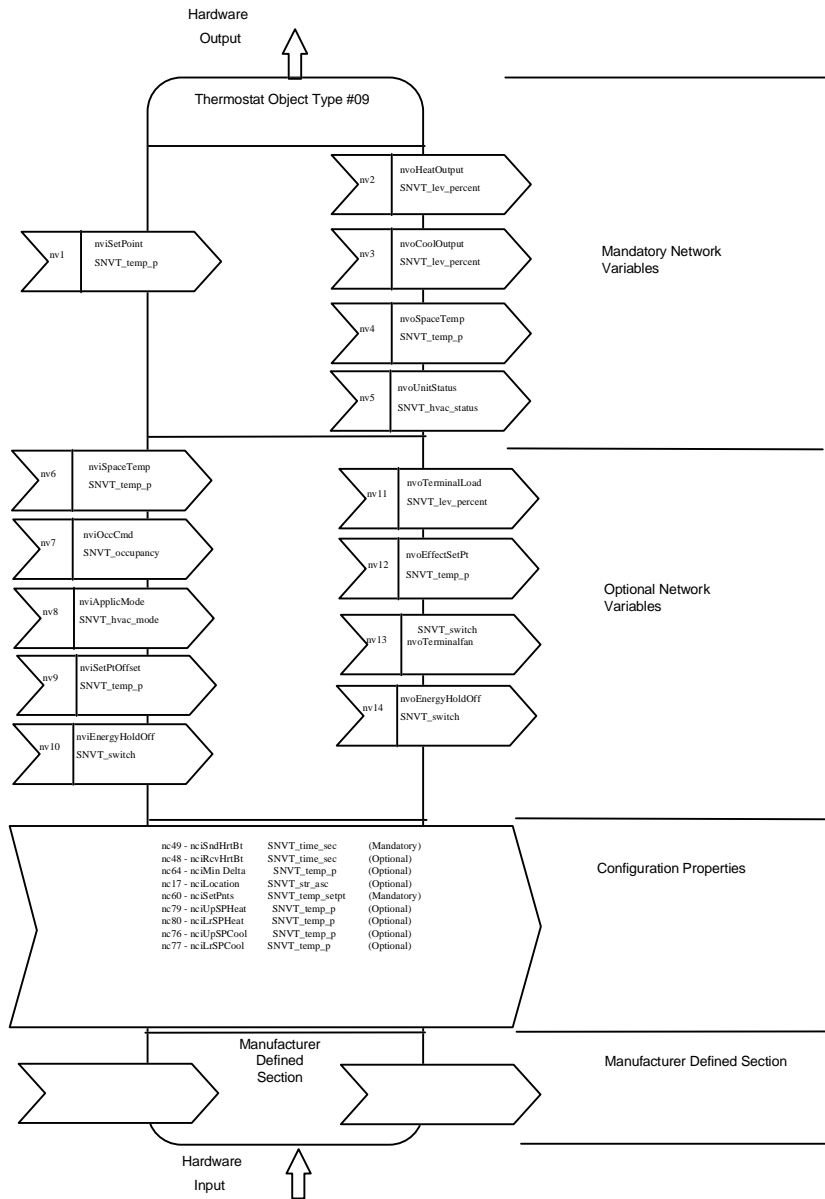 Hardware
Output
Thermostat Object Type #09
nv2
nvoHeatOutput
SNVT_lev_percent
nv1
nviSetPoint
SNVT_temp_p
nv3
nvoCoolOutput
SNVT_lev_percent
Mandatory Network
Variables
nv4
nvoSpaceTemp
SNVT_temp_p
nv5
nvoUnitStatus
SNVT_hvac_status
nv6
nviSpaceTemp
SNVT_temp_p
nv11
nvoTerminalLoad
SNVT_lev_percent
nv7
nviOccCmd
SNVT_occupancy
nv12
nvoEffectSetPt
SNVT_temp_p
Optional Network
Variables
nv8
nviApplicMode
SNVT_hvac_mode
nv13
SNVT_switch
nvoTerminalfan
nv9
nviSetPtOffset
SNVT_temp_p
nv14
nvoEnergyHoldOff
SNVT_switch
nv10
nviEnergyHoldOff
SNVT_switch
nc49 - nciSndHrtBt SNVT_time_sec (Mandatory)
nc48 - nciRcvHrtBt SNVT_time_sec (Optional)
nc64 - nciMin Delta SNVT_temp_p (Optional)
nc17 - nciLocation SNVT_str_asc (Optional)
nc60 - nciSetPnts SNVT_temp_setpt (Mandatory)
nc79 - nciUpSPHeat SNVT_temp_p (Optional)
nc80 - nciLrSPHeat SNVT_temp_p (Optional)
nc76 - nciUpSPCool SNVT_temp_p (Optional)
nc77 - nciLrSPCool SNVT_temp_p (Optional)
Configuration Properties
Manufacturer
Defined
Section
Manufacturer Defined Section
Hardware
Input